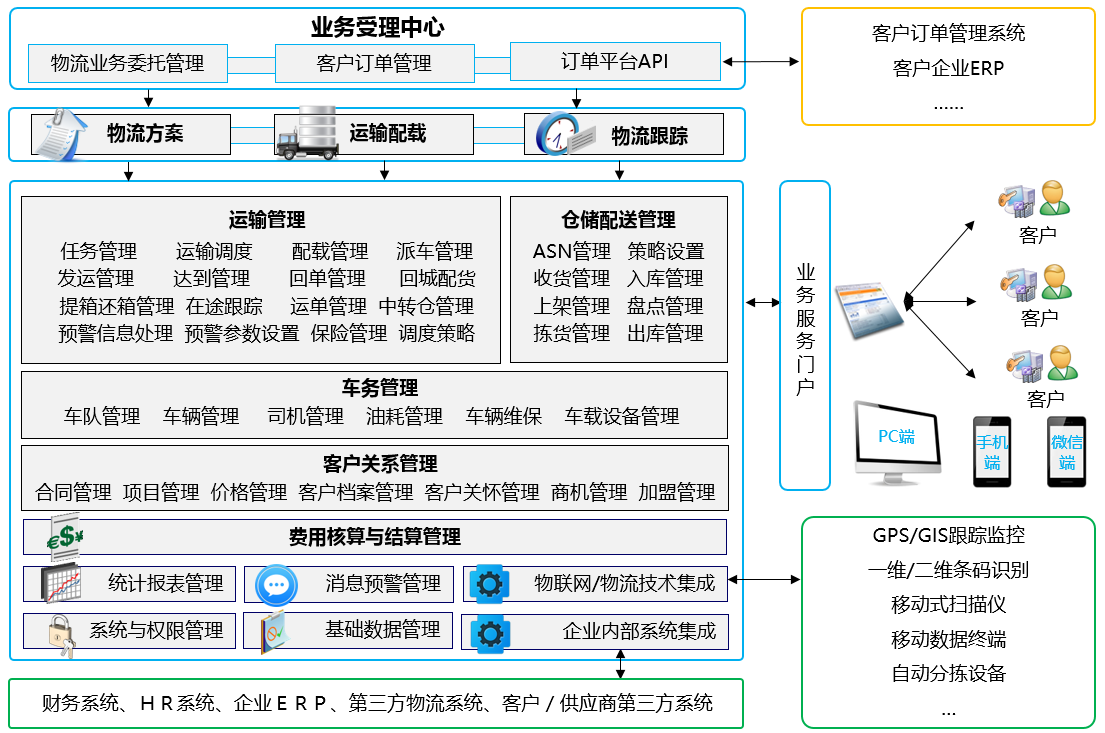 业务受理中心
物流业务委托管理
客户订单管理
订单平台API
客户订单管理系统
客户企业ERP
......
物流方案
运输配载
物流跟踪
运输管理
任务管理 运输调度 配载管理 派车管理
发运管理 达到管理 回单管理 回城配货
提箱还箱管理 在途跟踪 运单管理 中转仓管理
预警信息处理 预警参数设置 保险管理 调度策略
仓储配送管理
ASN管理 策略设置
收货管理 入库管理
上架管理 盘点管理
拣货管理 出库管理
车务管理
车队管理 车辆管理 司机管理 油耗管理 车辆维保 车载设备管理
客户关系管理
合同管理 项目管理 价格管理 客户档案管理 客户关怀管理 商机管理 加盟管理
€$¥
费用核算与结算管理
统计报表管理
消息预警管理
物联网/物流技术集成
系统与权限管理
基础数据管理
企业内部系统集成
财务系统、HR系统、企业ERP、第三方物流系统、客户/供应商第三方系统
业务服务门户
客户
客户
客户
PC端
手机
端
微信
端
GPS/GIS跟踪监控
一维/二维条码识别
移动式扫描仪
移动数据终端
自动分拣设备
...